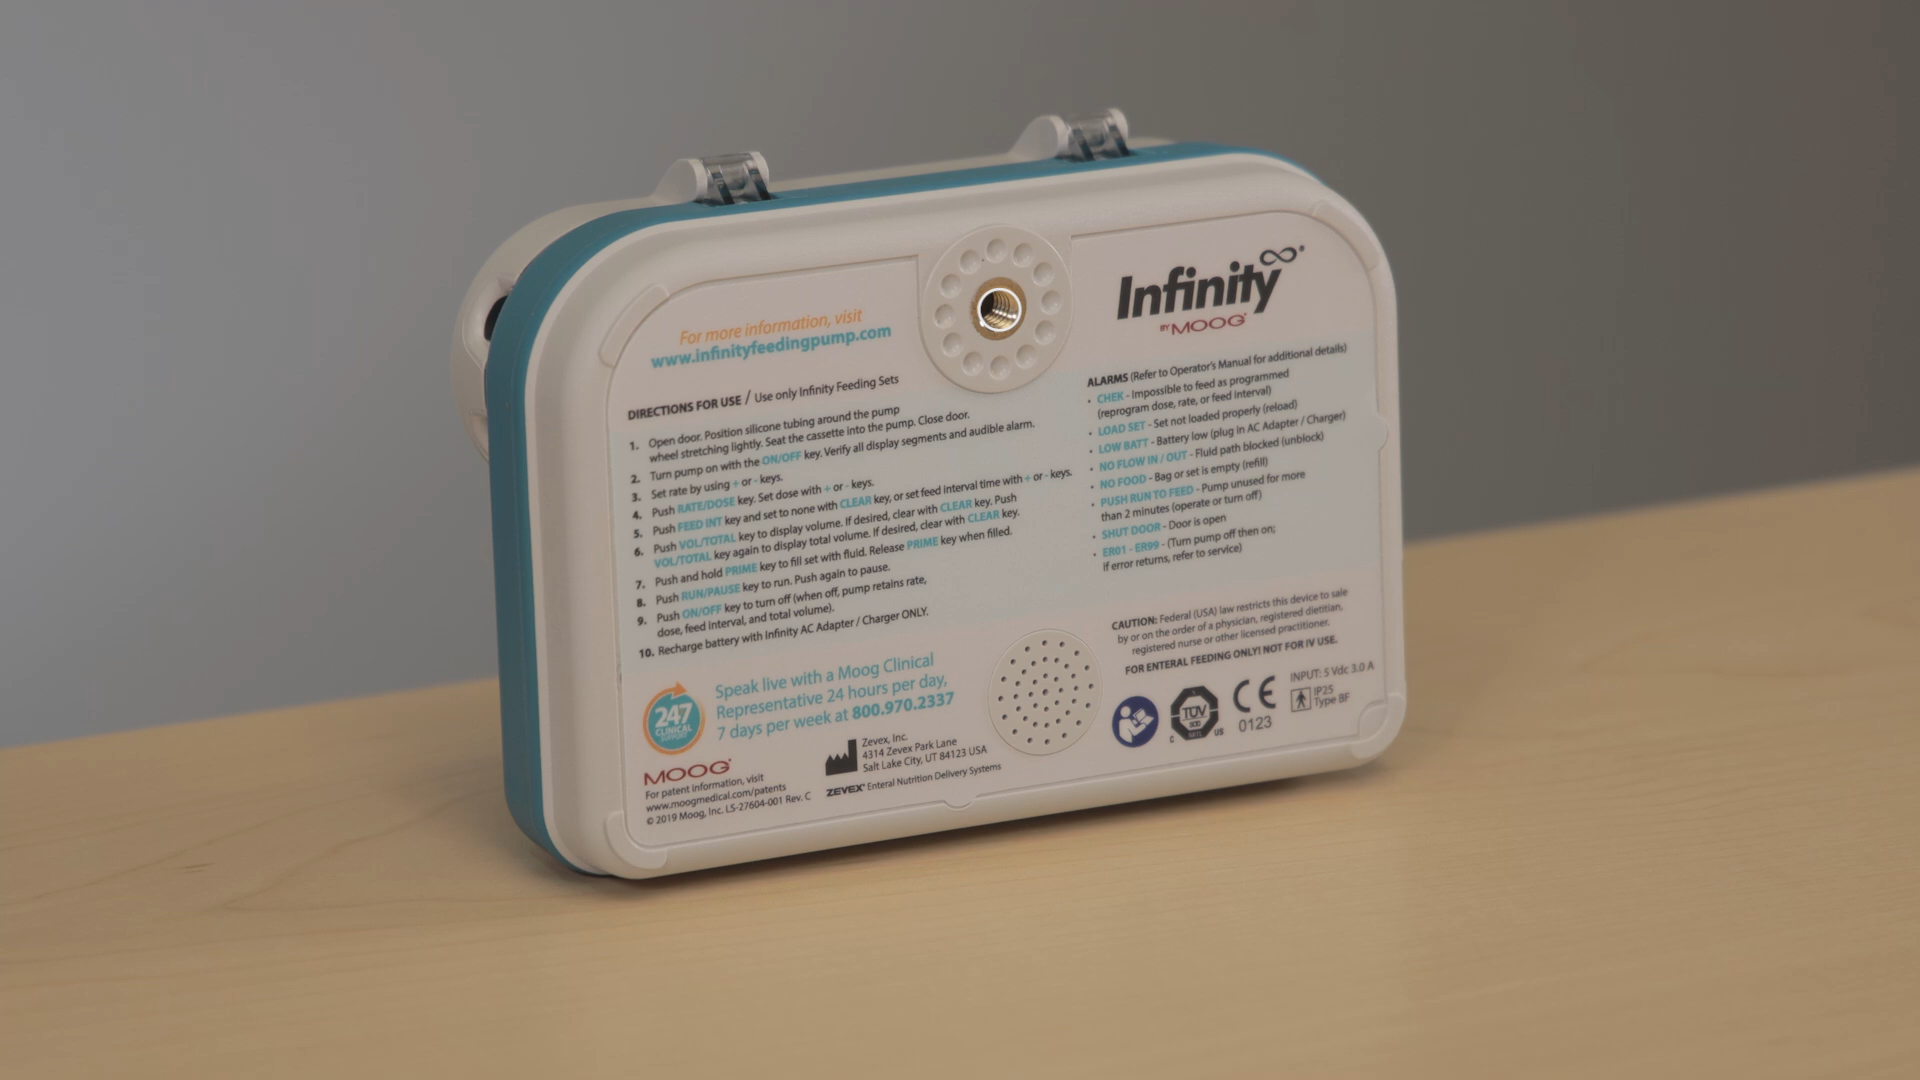 For more information, visit
www.infinityfeedingpump.com
DIRECTIONS FOR USE / Use only Infinity Feeding Sets
1. Open door. Position silicone tubing around the pump
wheel stretching lightly. Seat the cassette into the pump. Close door.
2. Turn pump on with the ON/OFF key. Verify all display segments and audible alarm.
3. Set rate by using + or - keys.
4. Push RATE/DOSE key. Set dose with + or - keys.
5. Push FEED INT key and set to none with CLEAR key, or set feed interval time with + or - keys.
6. Push VOL/TOTAL key to display volume. If desired, clear with CLEAR key. Push
VOL/TOTAL key again to display total volume. If desired, clear with CLEAR key.
7. Push and hold PRIME key to fill set with fluid. Release PRIME key when filled.
8. Push RUN/PAUSE key to run. Push again to pause.
9. Push ON/OFF key to turn off (when off, pump retains rate,
dose, feed interval, and total volume).
10. Recharge battery with Infinity AC Adapter / Charger ONLY.
247
CLINICAL
SUPPORT
Speak live with a Moog Clinical
Representative 24 hours per day,
7 days per week at 800.970.2337
MOOG®
For patent information, visit
www.moogmedical.com/patents
© 2019 Moog, Inc. LS-27604-001 Rev. C
Zevex, Inc.
4314 Zevex Park Lane
Salt Lake City, UT 84123 USA
ZEVEX® Enteral Nutrition Delivery Systems
Infinity ∞®
BY MOOG®
ALARMS (Refer to Operator's Manual for additional details)
• CHEK - Impossible to feed as programmed
(reprogram dose, rate, or feed interval)
• LOAD SET - Set not loaded properly (reload)
• LOW BATT - Battery low (plug in AC Adapter / Charger)
• NO FLOW IN / OUT - Fluid path blocked (unblock)
• NO FOOD - Bag or set is empty (refill)
• PUSH RUN TO FEED - Pump unused for more
than 2 minutes (operate or turn off)
• SHUT DOOR - Door is open
• ER01 - ER99 - (Turn pump off then on;
if error returns, refer to service)
CAUTION: Federal (USA) law restricts this device to sale
by or on the order of a physician, registered dietitian,
registered nurse or other licensed practitioner.
FOR ENTERAL FEEDING ONLY! NOT FOR IV USE.
TUV
C US
CE
0123
INPUT: 5 Vdc 3.0 A
IP25
Type BF